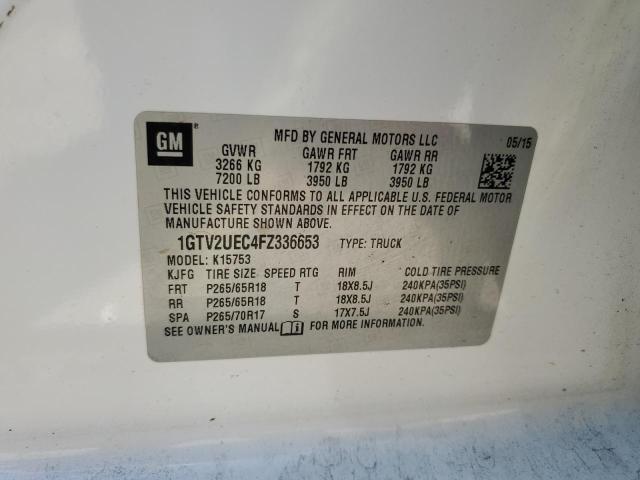 GM ® MFD BY GENERAL MOTORS LLC 05/15
GVWR GAWR FRT GAWR RR
3266 KG 1792 KG 1792 KG
7200 LB 3950 LB 3950 LB
THIS VEHICLE CONFORMS TO ALL APPLICABLE U.S. FEDERAL MOTOR
VEHICLE SAFETY STANDARDS IN EFFECT ON THE DATE OF
MANUFACTURE SHOWN ABOVE.
1GTV2UEC4FZ336653 TYPE: TRUCK
MODEL: K15753
KJFG TIRE SIZE SPEED RTG RIM COLD TIRE PRESSURE
FRT P265/65R18 T 18X8.5J 240KPA(35PSI)
RR P265/65R18 T 18X8.5J 240KPA(35PSI)
SPA P265/70R17 S 17X7.5J 240KPA(35PSI)
SEE OWNER'S MANUAL FOR MORE INFORMATION.